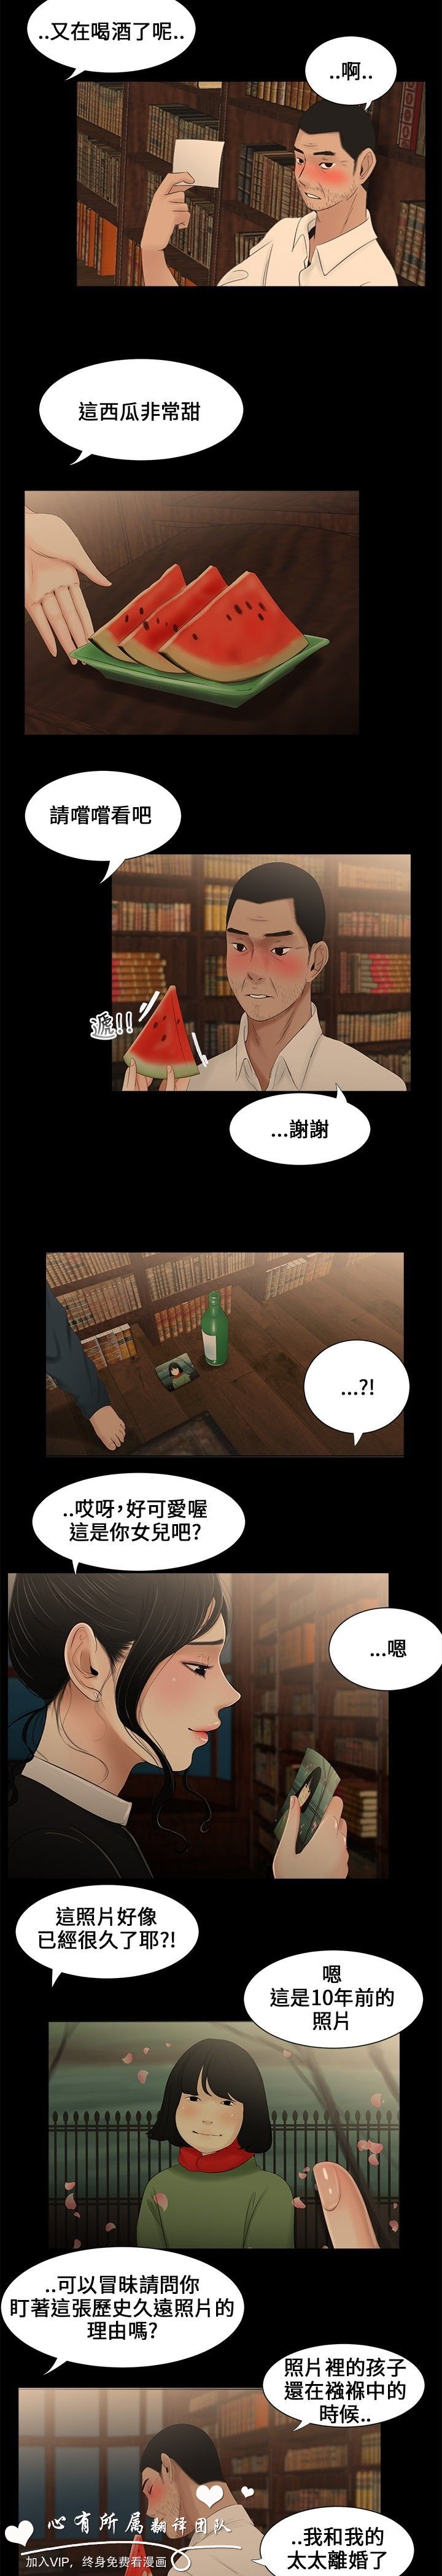 ..又在喝酒了呢..
..啊..
這西瓜非常甜
請嚐嚐看吧
遞!!
...謝謝
...?!
..哎呀,好可愛喔
這是你女兒吧?
...嗯
這照片好像
已經很久了耶?!
嗯
這是10年前的
照片
..可以冒昧請問你
盯著這張歷史久遠照片的
理由嗎?
照片裡的孩子
還在襁褓中的
時候..
..我和我的
太太離婚了
心有所属翻译团队
加入VIP，终身免费看漫画